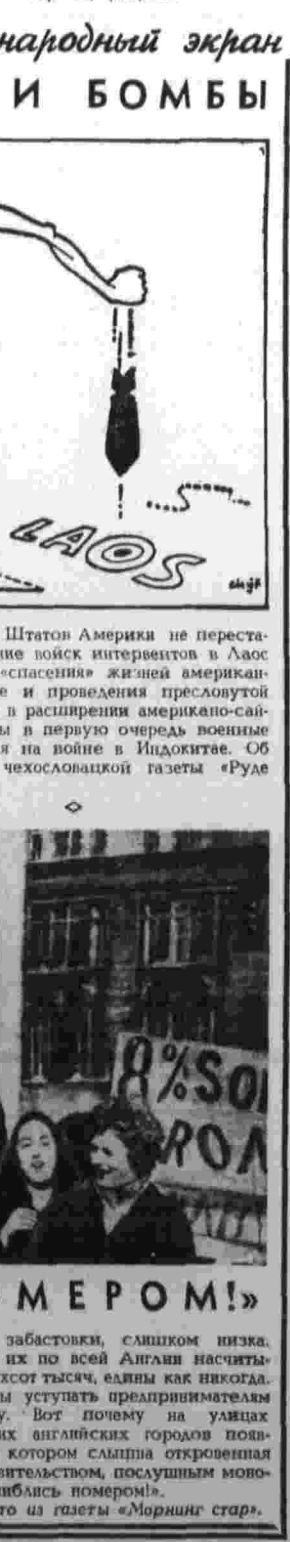 народный экран
И БОМБЫ
LAOS
Штатов Америки не переста-
ние войск интервентов в Лаос
«спасения» жизней американ-
е и проведения пресловутой
в расширении американо-сай-
ы в первую очередь военные
я на войне в Индокитае. Об
чехословацкой газеты «Руде
8% SO
ROA
МЕРОМ!»
забастовки, слишком низка.
их по всей Англии насчиты-
хсот тысяч, едины как никогда.
ы уступать предпринимателям
у. Вот почему на улицах
их английских городов появ-
котором слышна откровенная
вительством, послушным моно-
иблись номером!».
то из газеты «Морнинг стар».